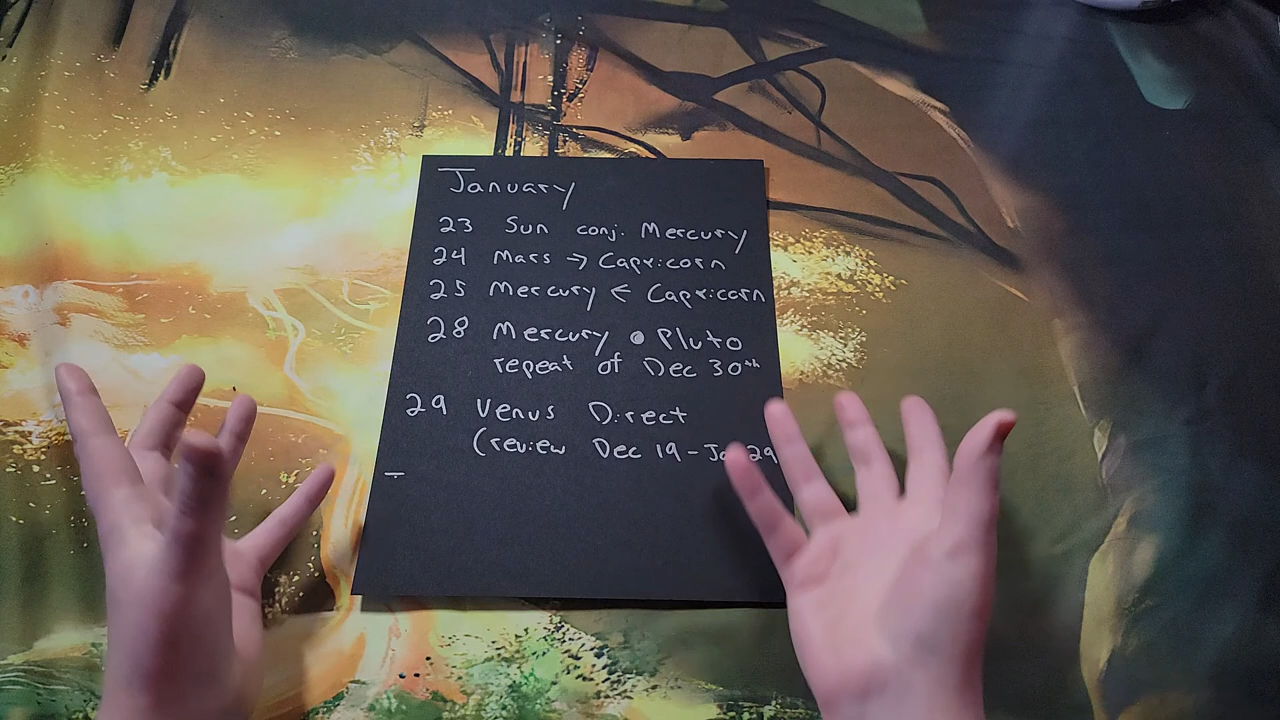 January
23 Sun conj. Mercury
24 Mars → Capricorn
25 Mercury ← Capricorn
28 Mercury • Pluto
repeat of Dec 30th
29 Venus Direct
(review Dec 19 - 29